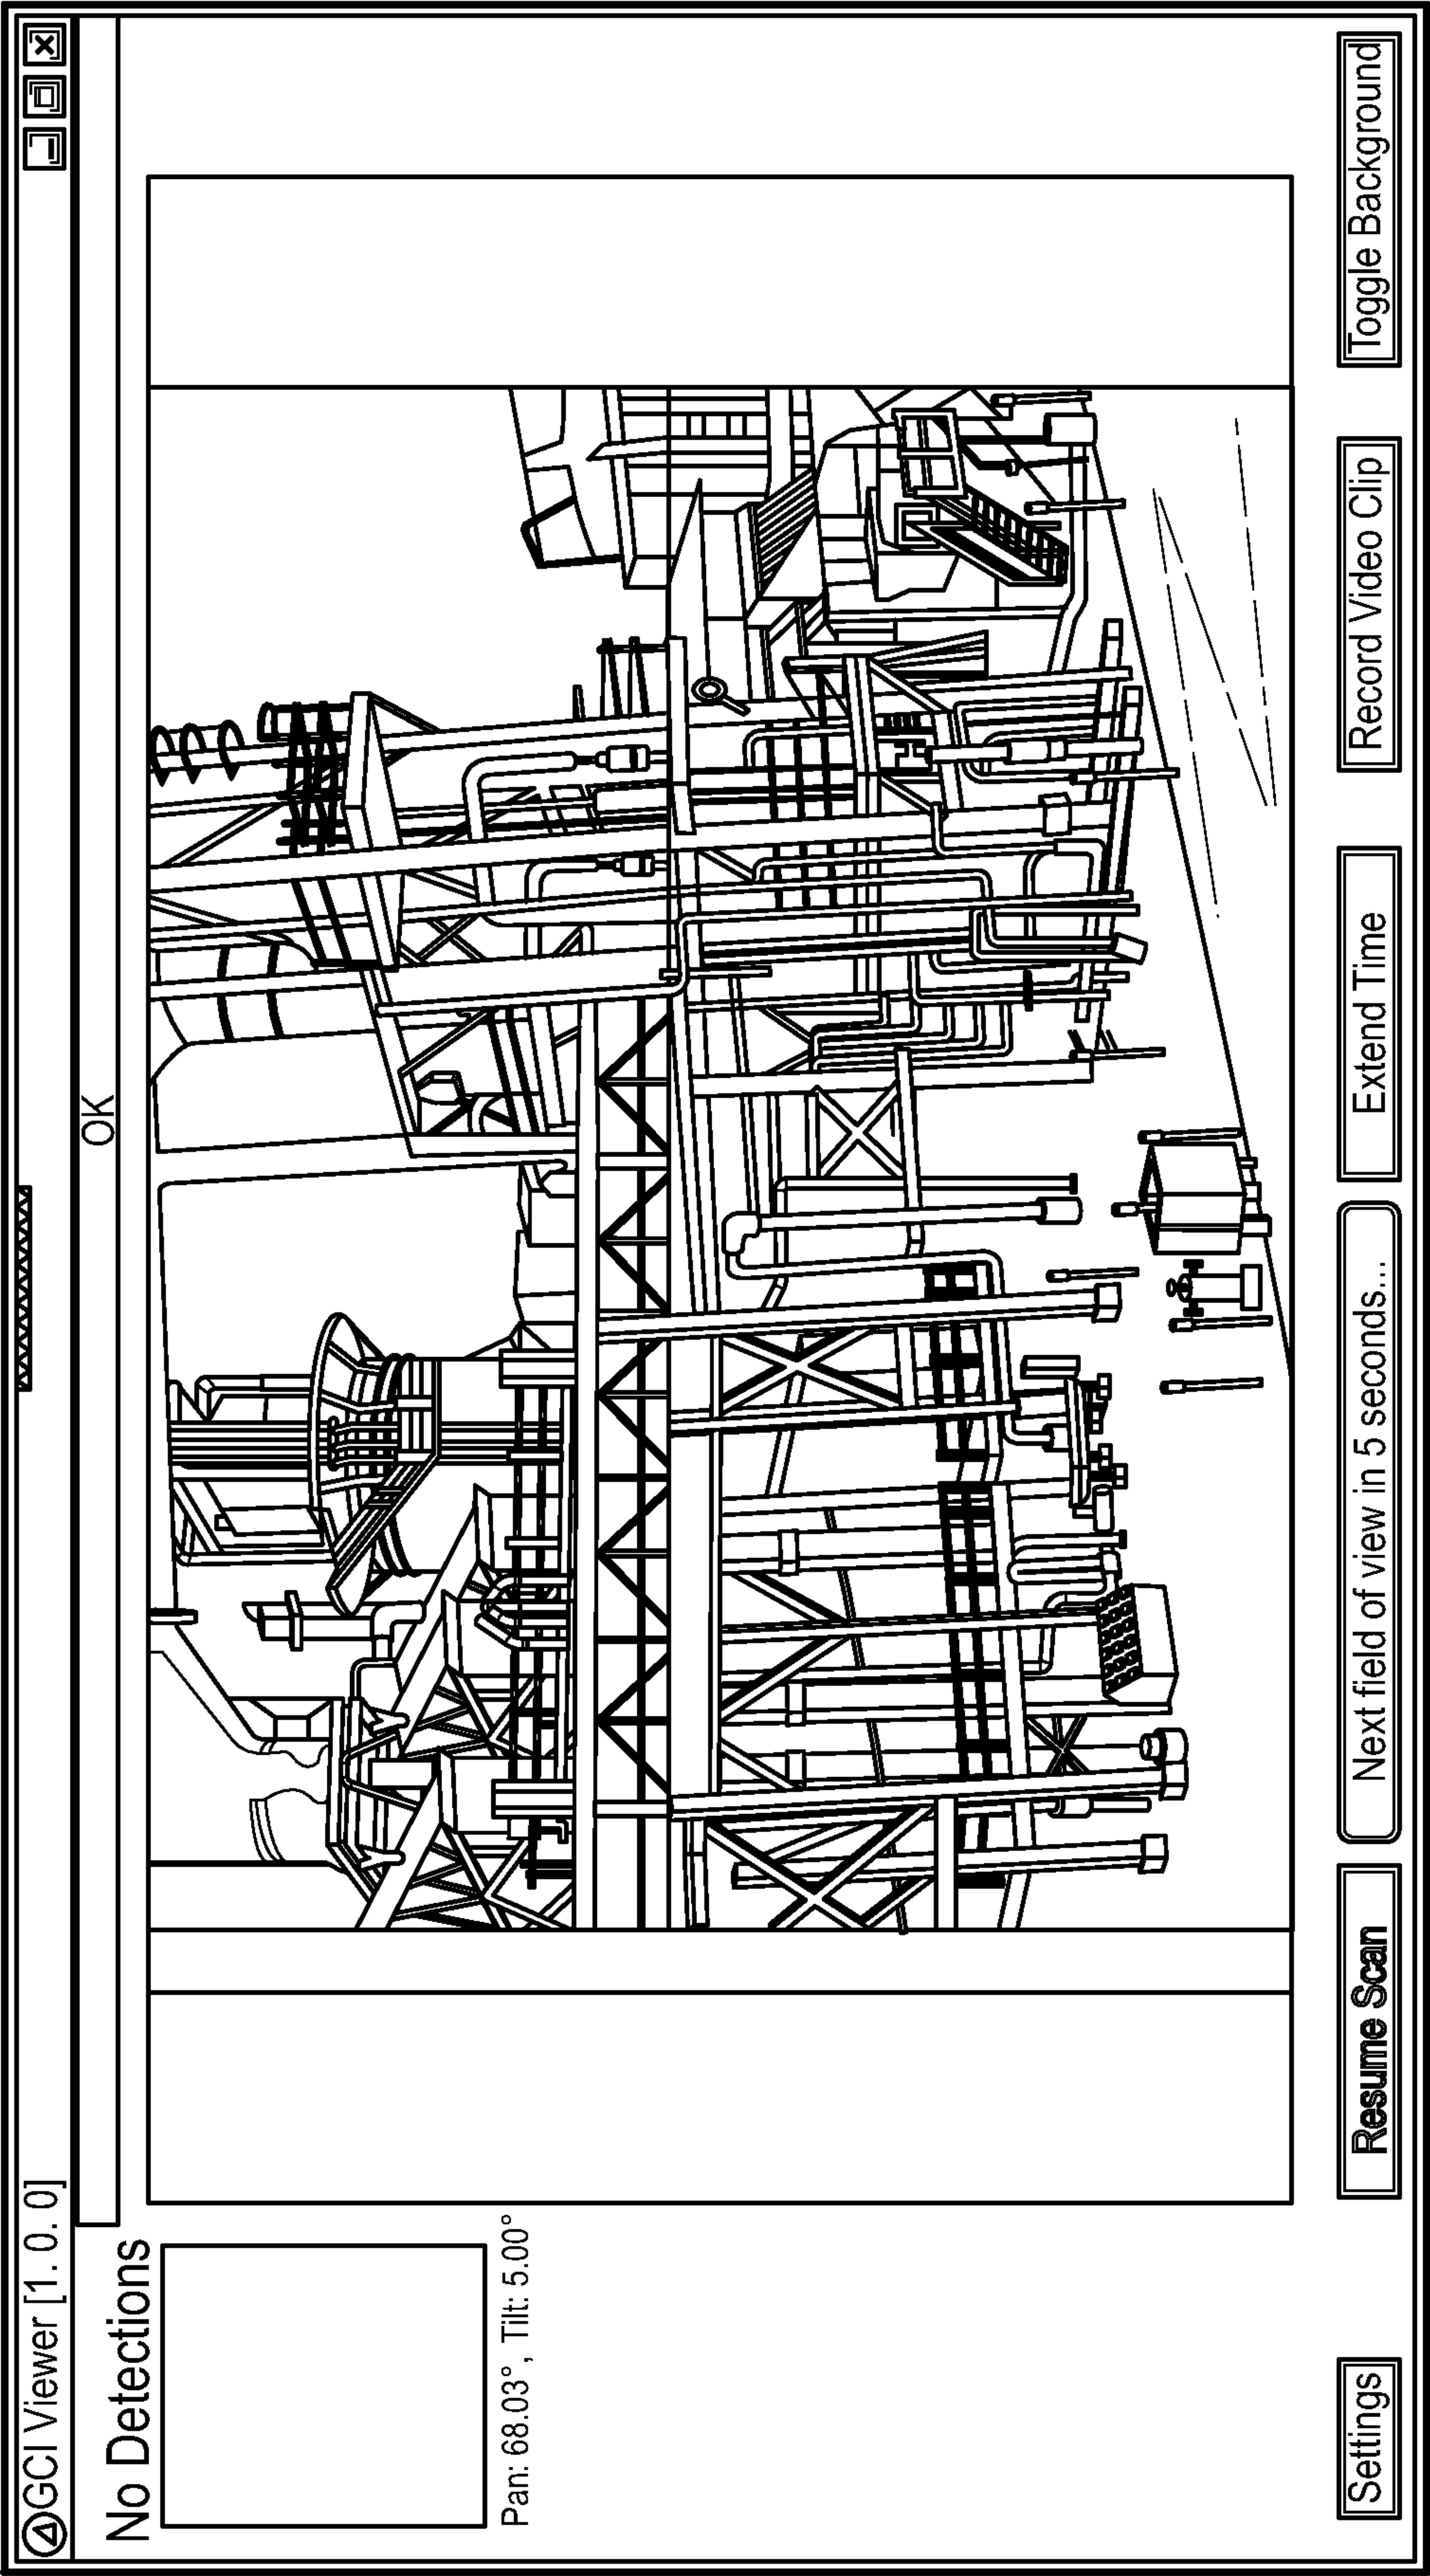 GCI Viewer [1. 0. 0]
OK
No Detections
Pan: 68.03°, Tilt: 5.00°
Settings
Resume Scan
Next field of view in 5 seconds...
Extend Time
Record Video Clip
Toggle Background